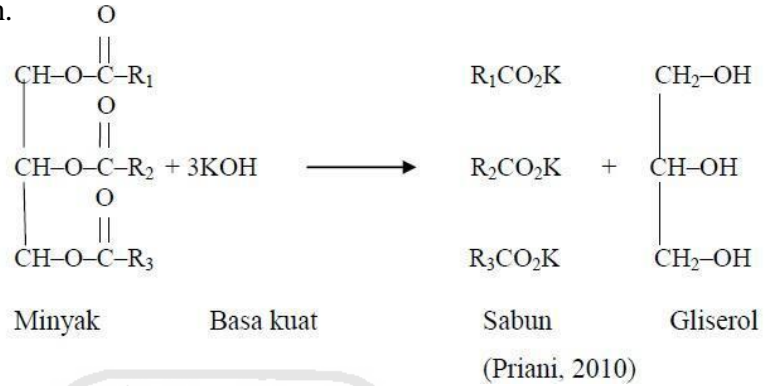 n.
O
||
CH–O–C–R₁ R₁CO₂K CH₂–OH
O
||
CH–O–C–R₂ + 3KOH ⟶ R₂CO₂K + CH–OH
O
||
CH–O–C–R₃ R₃CO₂K CH₂–OH
Minyak Basa kuat Sabun Gliserol
(Priani, 2010)